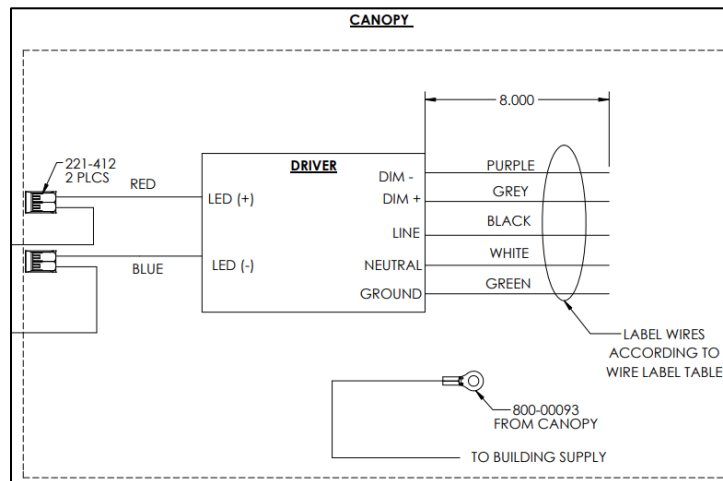 CANOPY
8.000
221-412
2 PLCS
RED
DRIVER
PURPLE
DIM -
GREY
DIM +
LED (+)
BLACK
LINE
WHITE
BLUE
LED (-)
NEUTRAL
GREEN
GROUND
LABEL WIRES
ACCORDING TO
WIRE LABEL TABLE
800-00093
FROM CANOPY
TO BUILDING SUPPLY